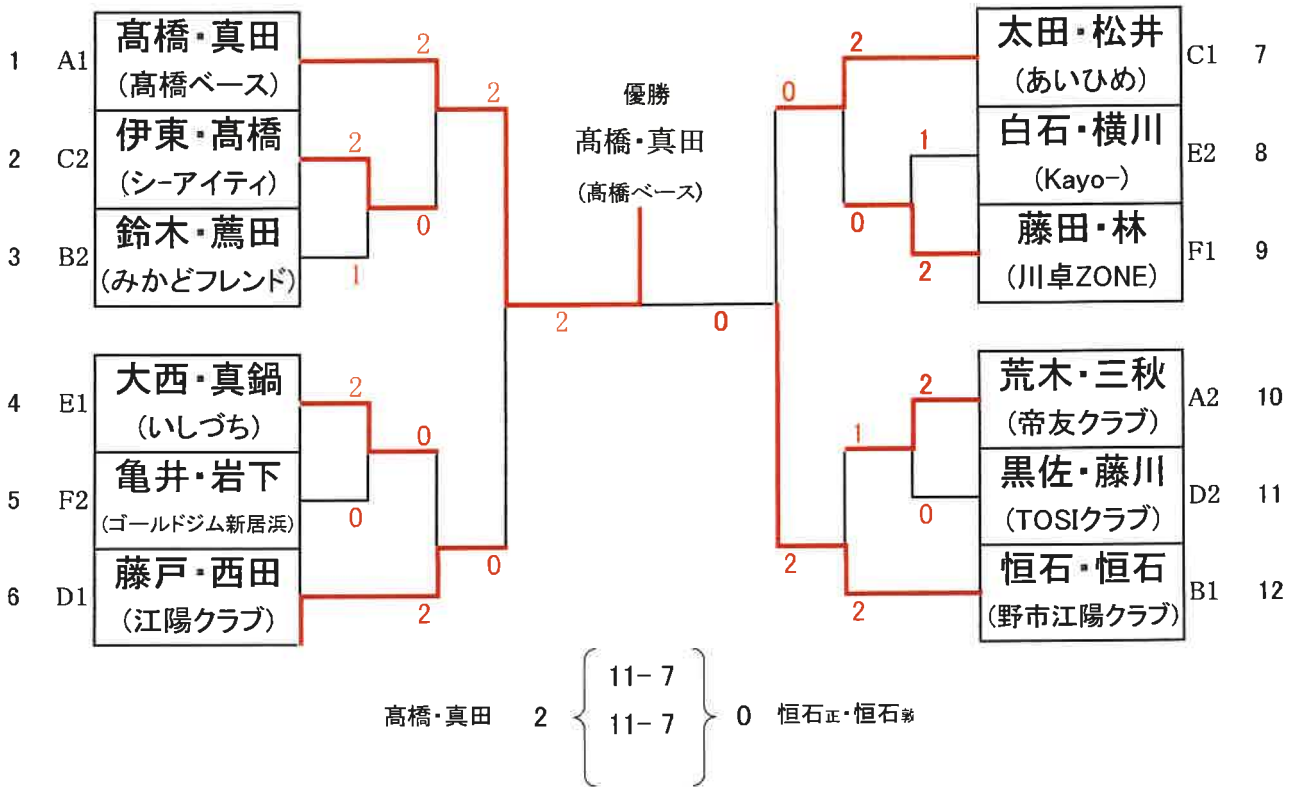 1 A1 髙橋・真田
(髙橋ベース)
2 C2 伊東・髙橋
(シーアイティ)
3 B2 鈴木・薦田
(みかどフレンド)
4 E1 大西・真鍋
(いしづち)
5 F2 亀井・岩下
(ゴールドジム新居浜)
6 D1 藤戸・西田
(江陽クラブ)
2
2
0
1
2
2
0
0
2
0
2
優勝
髙橋・真田
(髙橋ベース)
0
0
2
1
0
2
2
1
2
0
2
太田・松井 C1 7
(あいひめ)
白石・横川 E2 8
(Kayo-)
藤田・林 F1 9
(川卓ZONE)
荒木・三秋 A2 10
(帝友クラブ)
黒佐・藤川 D2 11
(TOSIクラブ)
恒石・恒石 B1 12
(野市江陽クラブ)
11- 7
髙橋・真田 2 11- 7 0 恒石正・恒石敦